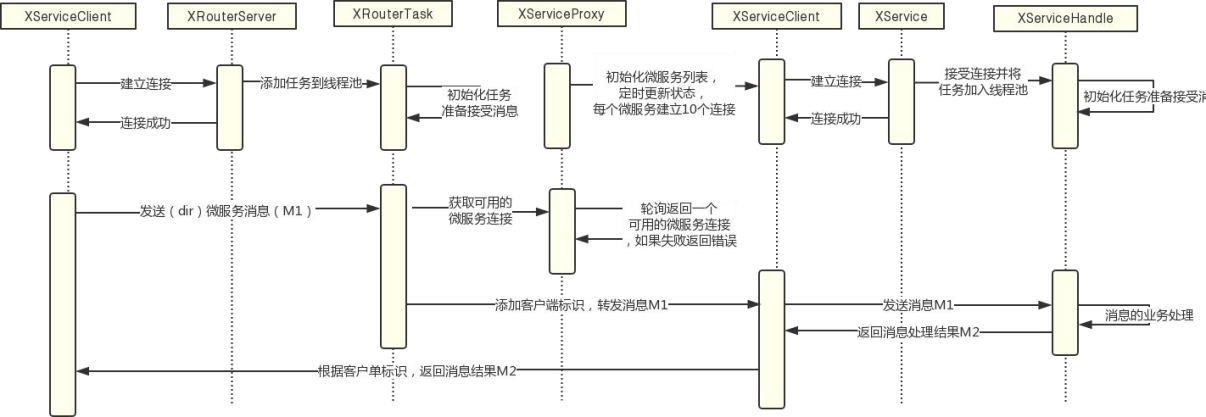 XServiceClient
XRouterServer
XRouterTask
XServiceProxy
XServiceClient
XService
XServiceHandle
建立连接
添加任务到线程池
初始化任务
准备接受消息
初始化微服务列表，
定时更新状态，
每个微服务建立10个连接
建立连接
接受连接并将
任务加入线程池
初始化任务准备接受消
连接成功
连接成功
发送（dir）微服务消息（M1）
获取可用的
微服务连接
轮询返回一个
可用的微服务连接
，如果失败返回错误
添加客户端标识，转发消息M1
发送消息M1
消息的业务处理
返回消息处理结果M2
根据客户单标识，返回消息结果M2